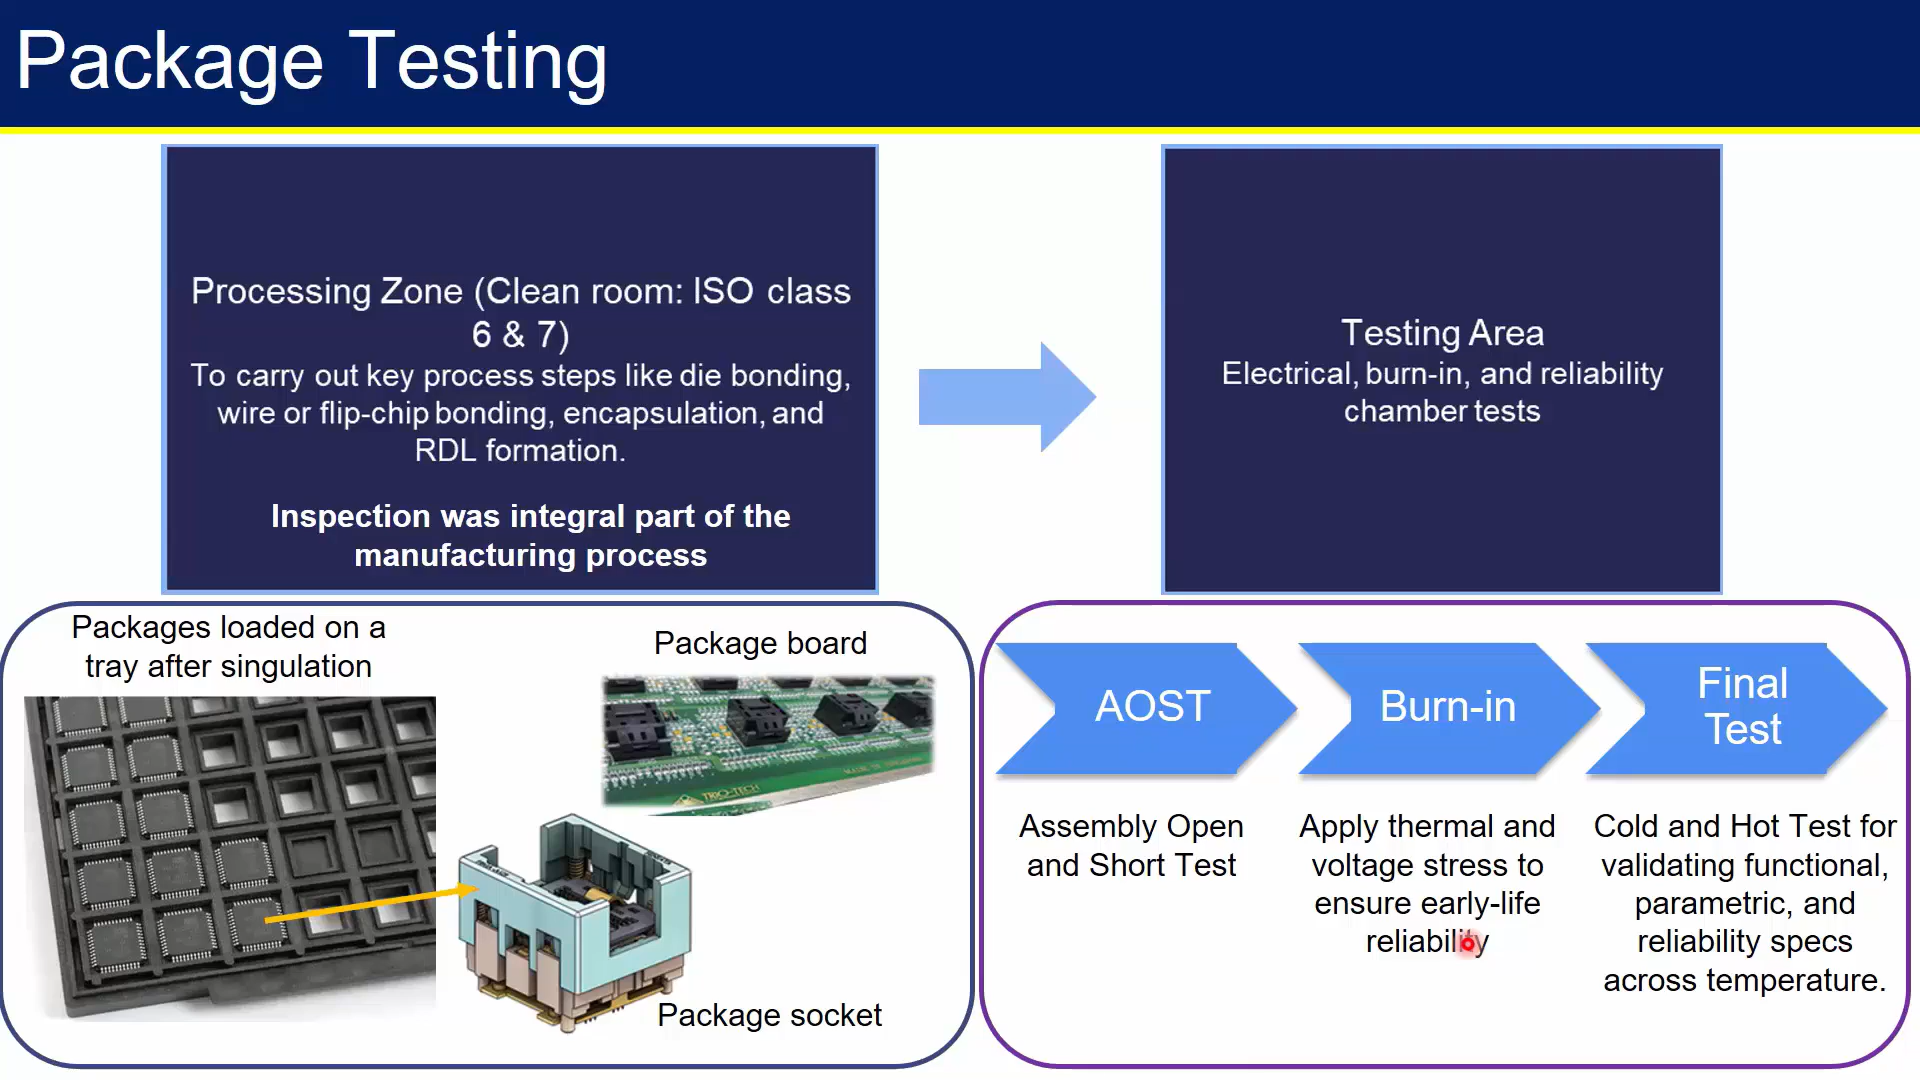 Package Testing
Processing Zone (Clean room: ISO class
6 & 7)
To carry out key process steps like die bonding,
wire or flip-chip bonding, encapsulation, and
RDL formation.
Inspection was integral part of the
manufacturing process
Testing Area
Electrical, burn-in, and reliability
chamber tests
Packages loaded on a
tray after singulation
Package board
TRIO-TECH
Package socket
AOST
Assembly Open
and Short Test
Burn-in
Apply thermal and
voltage stress to
ensure early-life
reliability
Final
Test
Cold and Hot Test for
validating functional,
parametric, and
reliability specs
across temperature.